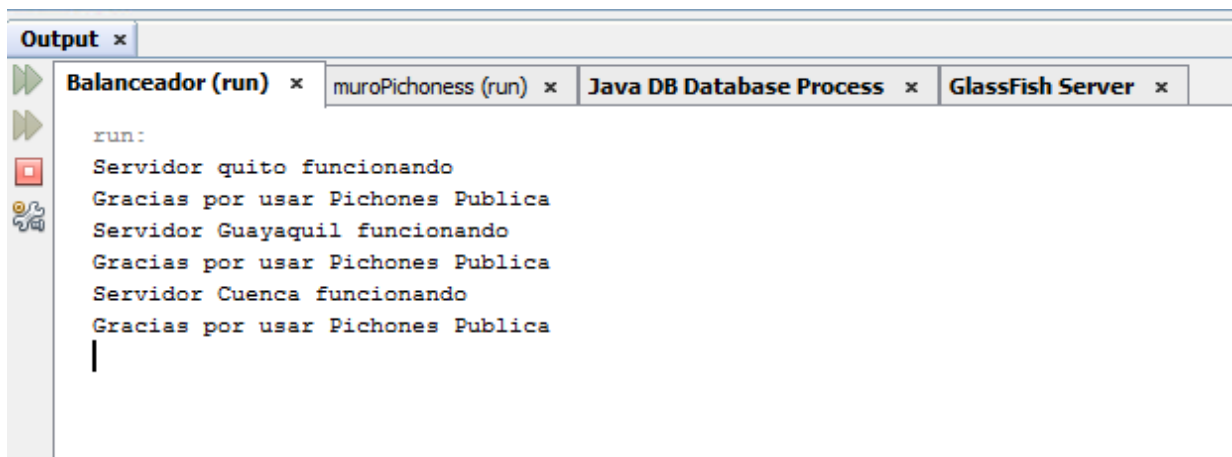 Output
Balanceador (run) muroPichoness (run) Java DB Database Process GlassFish Server
run:
Servidor quito funcionando
Gracias por usar Pichones Publica
Servidor Guayaquil funcionando
Gracias por usar Pichones Publica
Servidor Cuenca funcionando
Gracias por usar Pichones Publica